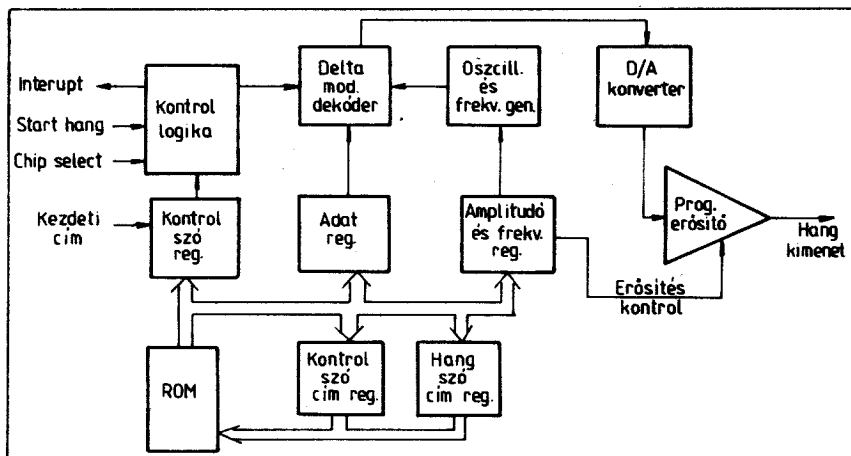 Interupt
Start hang
Chip select
Kezdeti
cím
Kontrol
logika
Delta
mod.
dekóder
Oszcill.
és
frekv. gen.
D/A
konverter
Kontrol
szó
reg.
Adat
reg.
Amplitudó
és frekv.
reg.
Prog.
erősitő
Hang
kimenet
Erősítés
kontrol
ROM
Kontrol
szó
cím reg.
Hang
szó
cím reg.